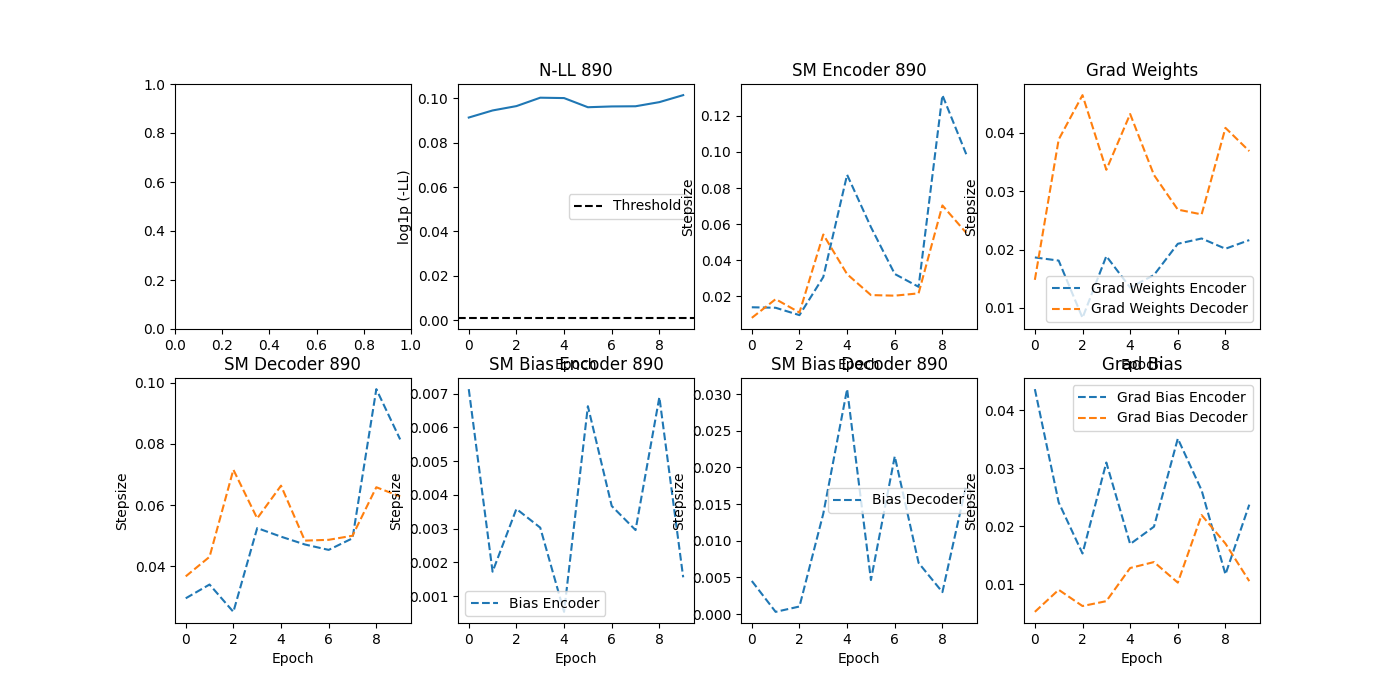 N-LL 890
SM Encoder 890
Grad Weights
1.0
0.8
0.6
0.4
0.2
0.0
0.0 0.2 0.4 0.6 0.8 1.0
log1p (-LL)
0.10
0.08
0.06
0.04
0.02
0.00
Threshold
0 2 4 6 8
Epoch
Stepsize
0.12
0.10
0.08
0.06
0.04
0.02
0 2 4 6 8
Epoch
Stepsize
0.04
0.03
0.02
0.01
Grad Weights Encoder
Grad Weights Decoder
0 2 4 6 8
Epoch
SM Decoder 890
SM Bias Encoder 890
SM Bias Decoder 890
Grad Bias
Stepsize
0.10
0.08
0.06
0.04
0 2 4 6 8
Epoch
Stepsize
0.007
0.006
0.005
0.004
0.003
0.002
0.001
Bias Encoder
0 2 4 6 8
Epoch
Stepsize
0.030
0.025
0.020
0.015
0.010
0.005
0.000
Bias Decoder
0 2 4 6 8
Epoch
Stepsize
0.04
0.03
0.02
0.01
Grad Bias Encoder
Grad Bias Decoder
0 2 4 6 8
Epoch